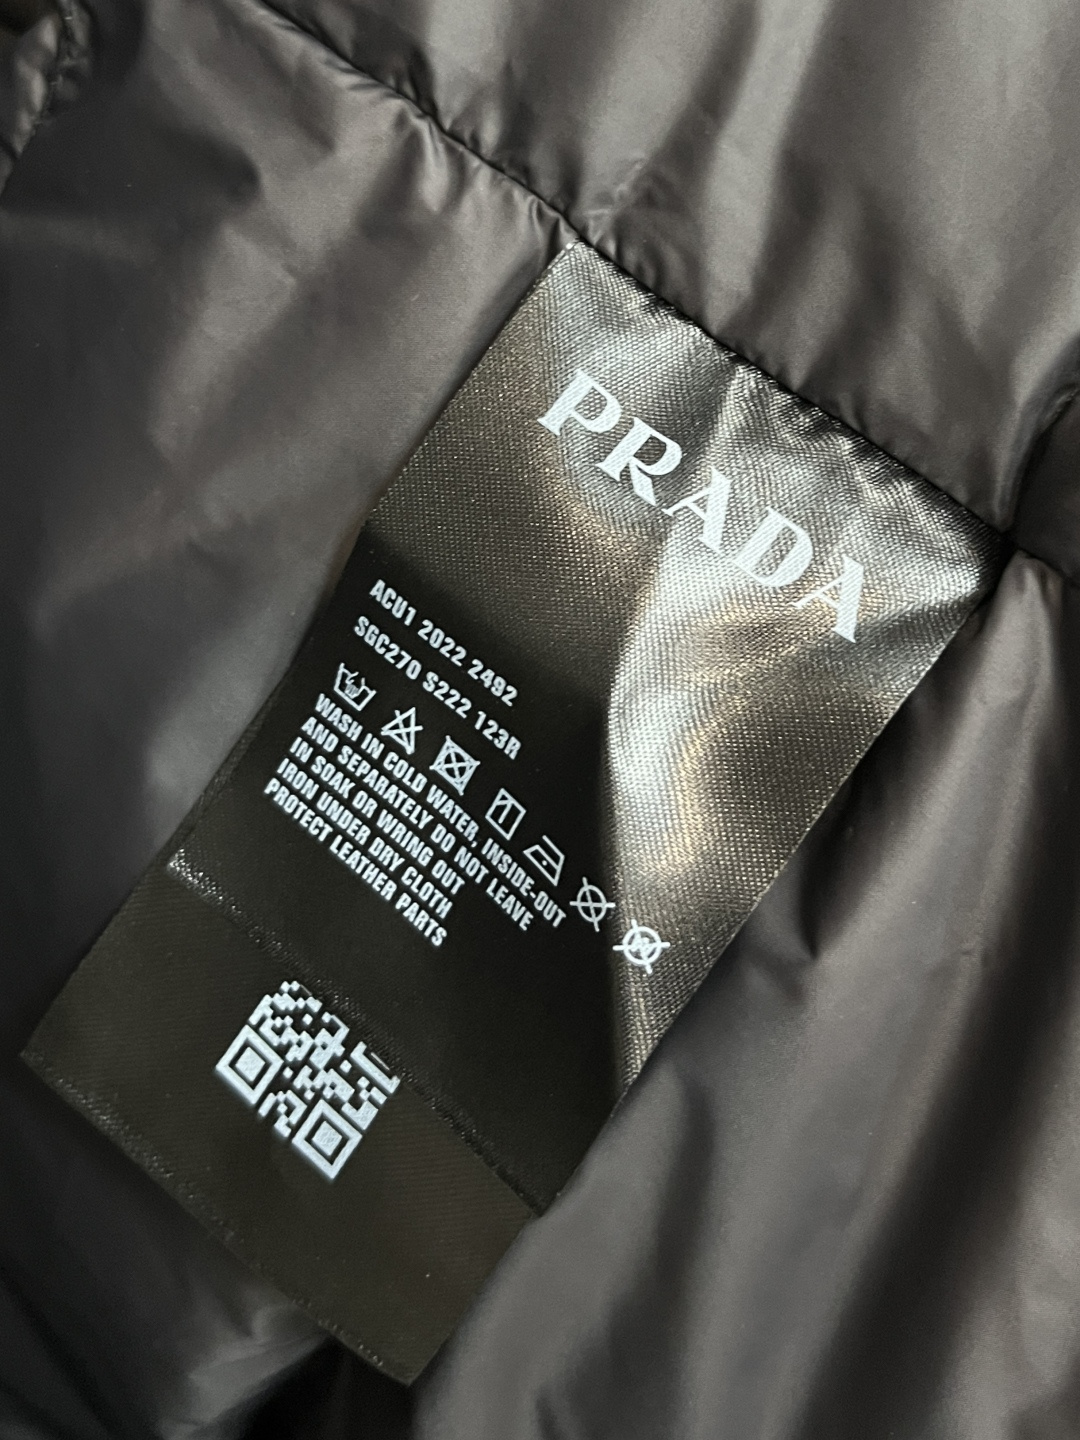 PRADA
ACU1 2022 2492
SGC270 S222 123R
WASH IN COLD WATER, INSIDE-OUT
AND SEPARATELY DO NOT LEAVE
IN SOAK OR WRING OUT
IRON UNDER DRY CLOTH
PROTECT LEATHER PARTS